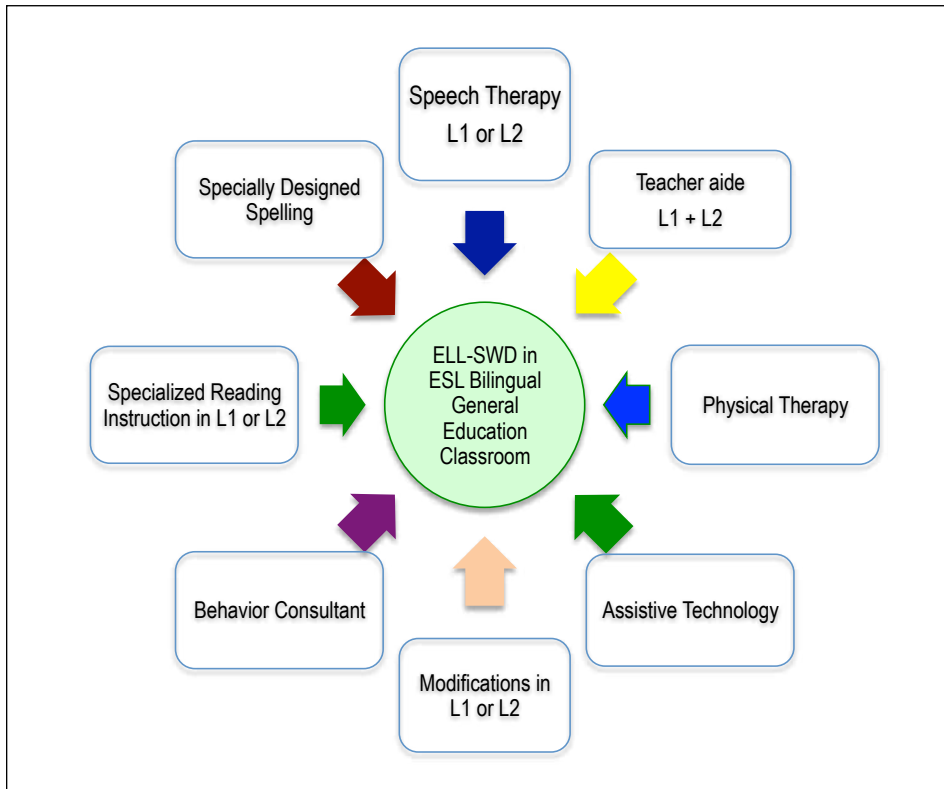 Speech Therapy
L1 or L2
Teacher aide
L1 + L2
Physical Therapy
Assistive Technology
Modifications in
L1 or L2
Behavior Consultant
Specialized Reading
Instruction in L1 or L2
Specially Designed
Spelling
ELL-SWD in
ESL Bilingual
General
Education
Classroom